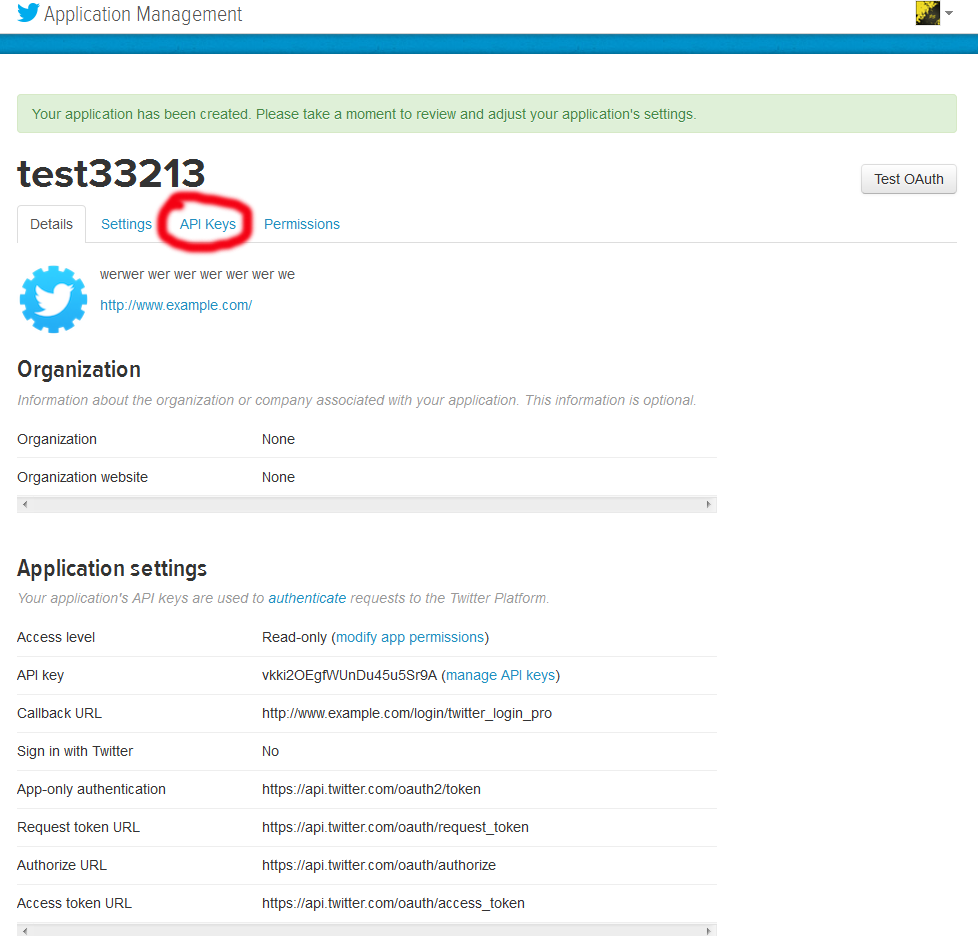 Application Management
Your application has been created. Please take a moment to review and adjust your application's settings.
test33213
Test OAuth
Details Settings API Keys Permissions
werwer wer wer wer wer wer we
http://www.example.com/
Organization
Information about the organization or company associated with your application. This information is optional.
Organization None
Organization website None
Application settings
Your application's API keys are used to authenticate requests to the Twitter Platform.
Access level Read-only (modify app permissions)
API key vkki2OEgfWUnDu45u5Sr9A (manage API keys)
Callback URL http://www.example.com/login/twitter_login_pro
Sign in with Twitter No
App-only authentication https://api.twitter.com/oauth2/token
Request token URL https://api.twitter.com/oauth/request_token
Authorize URL https://api.twitter.com/oauth/authorize
Access token URL https://api.twitter.com/oauth/access_token